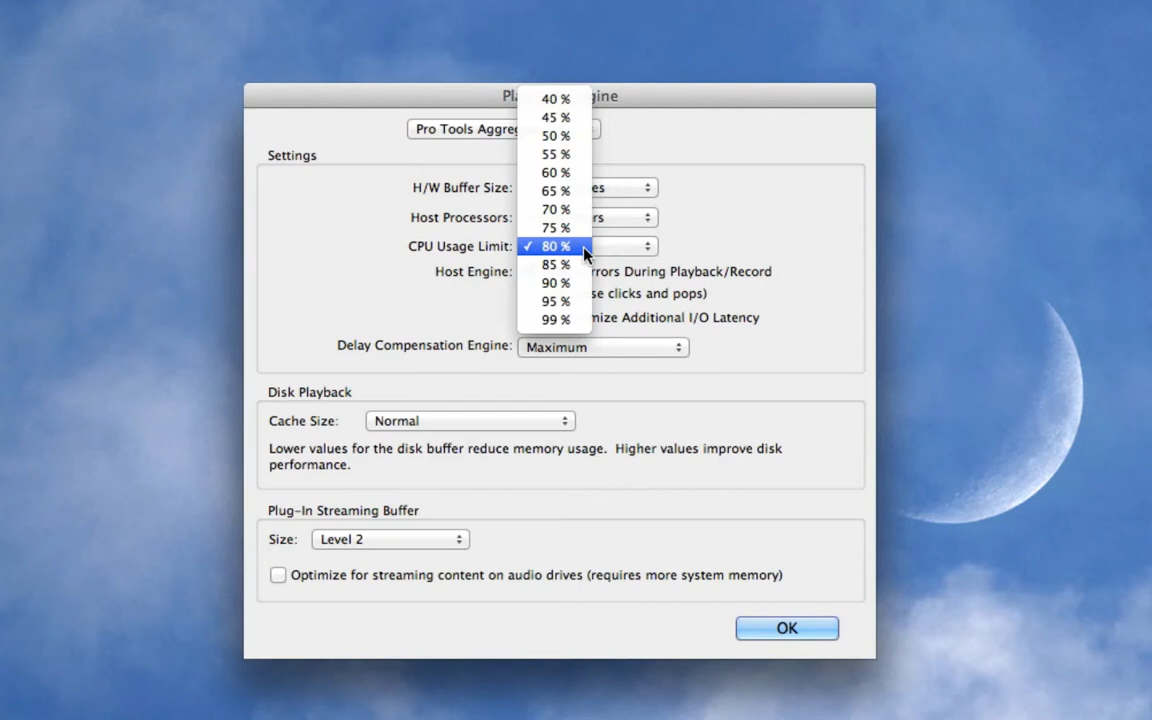 Pla
gine
Pro Tools Aggre
Settings
H/W Buffer Size:
es
Host Processors:
rs
CPU Usage Limit:
40 %
45 %
50 %
55 %
60 %
65 %
70 %
75 %
✓ 80 %
85 %
90 %
95 %
99 %
Host Engine:
rrors During Playback/Record
se clicks and pops)
mize Additional I/O Latency
Delay Compensation Engine: Maximum
Disk Playback
Cache Size: Normal
Lower values for the disk buffer reduce memory usage. Higher values improve disk
performance.
Plug-In Streaming Buffer
Size: Level 2
Optimize for streaming content on audio drives (requires more system memory)
OK